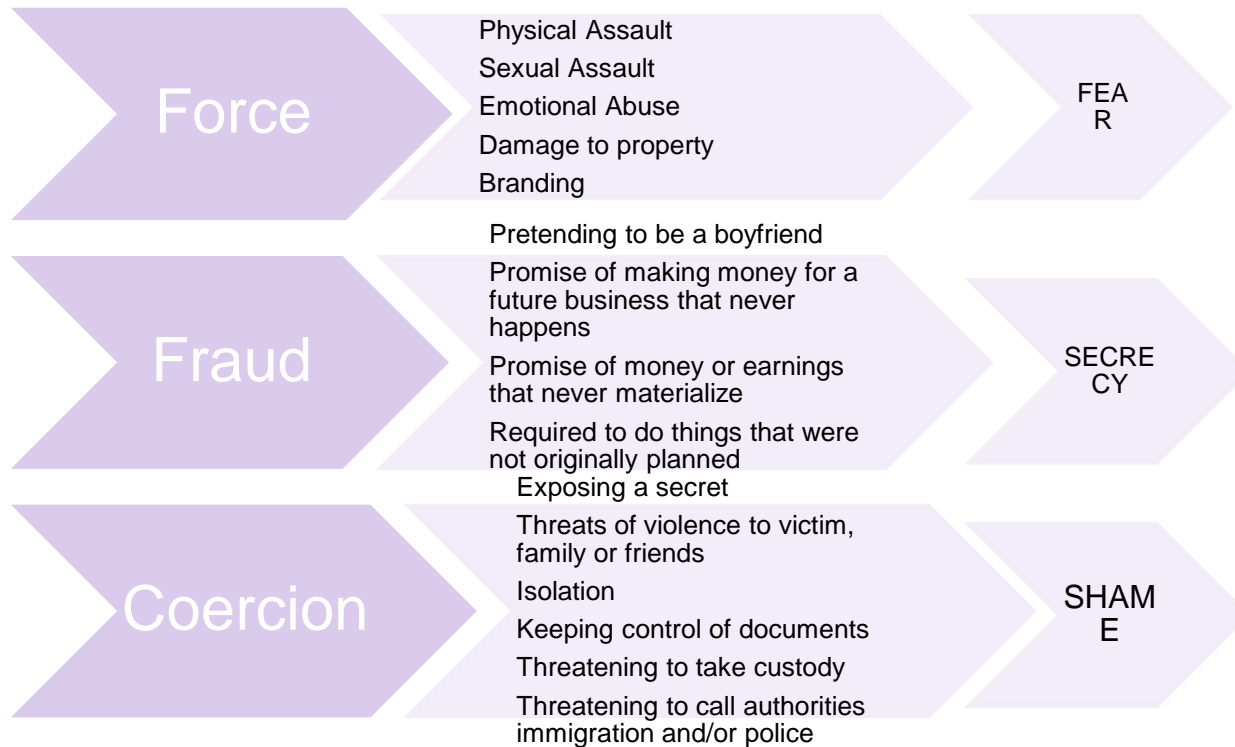 Force
Physical Assault
Sexual Assault
Emotional Abuse
Damage to property
Branding
FEA
R
Fraud
Pretending to be a boyfriend
Promise of making money for a
future business that never
happens
Promise of money or earnings
that never materialize
Required to do things that were
not originally planned
SECRE
CY
Coercion
Exposing a secret
Threats of violence to victim,
family or friends
Isolation
Keeping control of documents
Threatening to take custody
Threatening to call authorities
immigration and/or police
SHAM
E